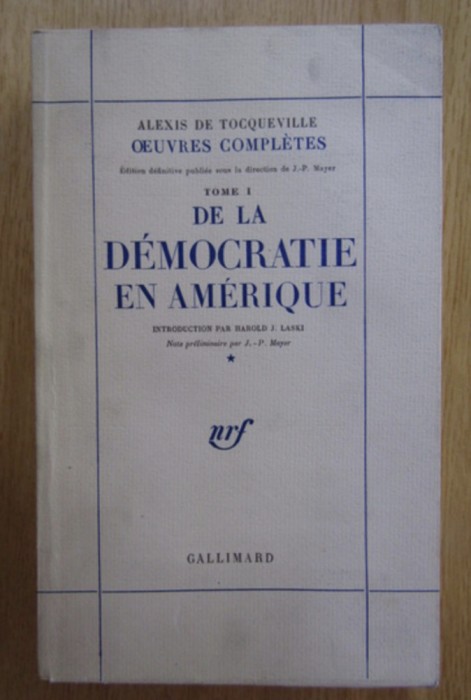 ALEXIS DE TOCQUEVILLE
ŒUVRES COMPLÈTES
Édition définitive publiée sous la direction de J.-P. Mayer
TOME I
DE LA
DÉMOCRATIE
EN AMÉRIQUE
INTRODUCTION PAR HAROLD J. LASKI
Note préliminaire par J.-P. Mayer
★
nrf
GALLIMARD